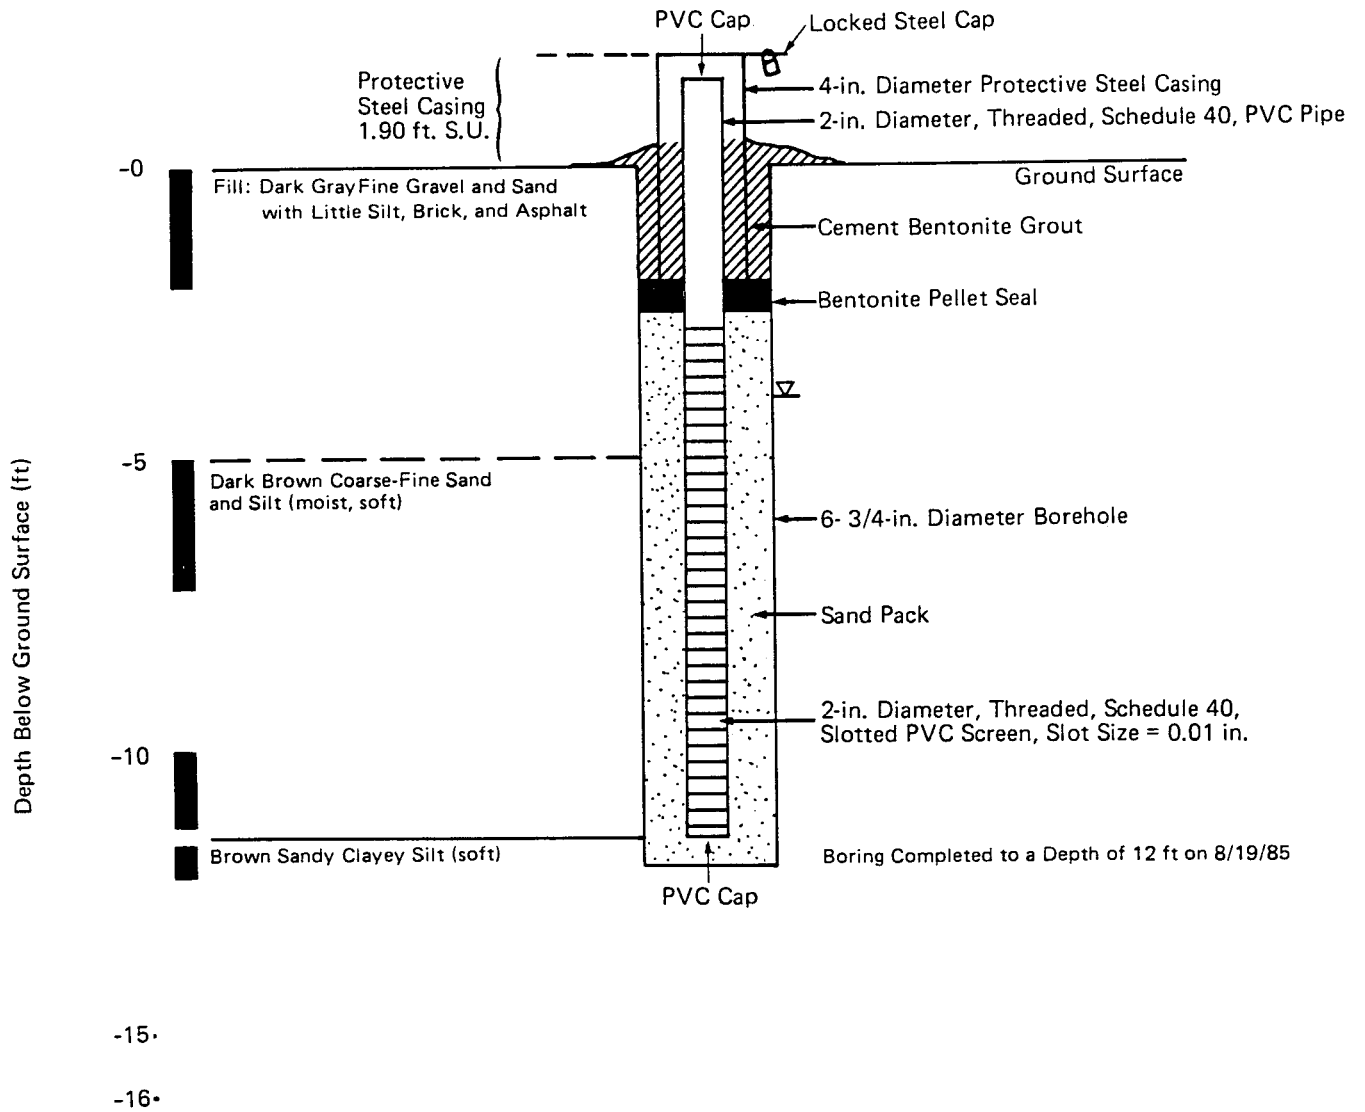 PVC Cap
Locked Steel Cap
Protective
Steel Casing
1.90 ft. S.U.
4-in. Diameter Protective Steel Casing
2-in. Diameter, Threaded, Schedule 40, PVC Pipe
-0
Fill: Dark Gray Fine Gravel and Sand
with Little Silt, Brick, and Asphalt
Ground Surface
Cement Bentonite Grout
Bentonite Pellet Seal
Depth Below Ground Surface (ft)
-5
Dark Brown Coarse-Fine Sand
and Silt (moist, soft)
6- 3/4-in. Diameter Borehole
Sand Pack
2-in. Diameter, Threaded, Schedule 40,
Slotted PVC Screen, Slot Size = 0.01 in.
-10
Brown Sandy Clayey Silt (soft)
Boring Completed to a Depth of 12 ft on 8/19/85
PVC Cap
-15
-16